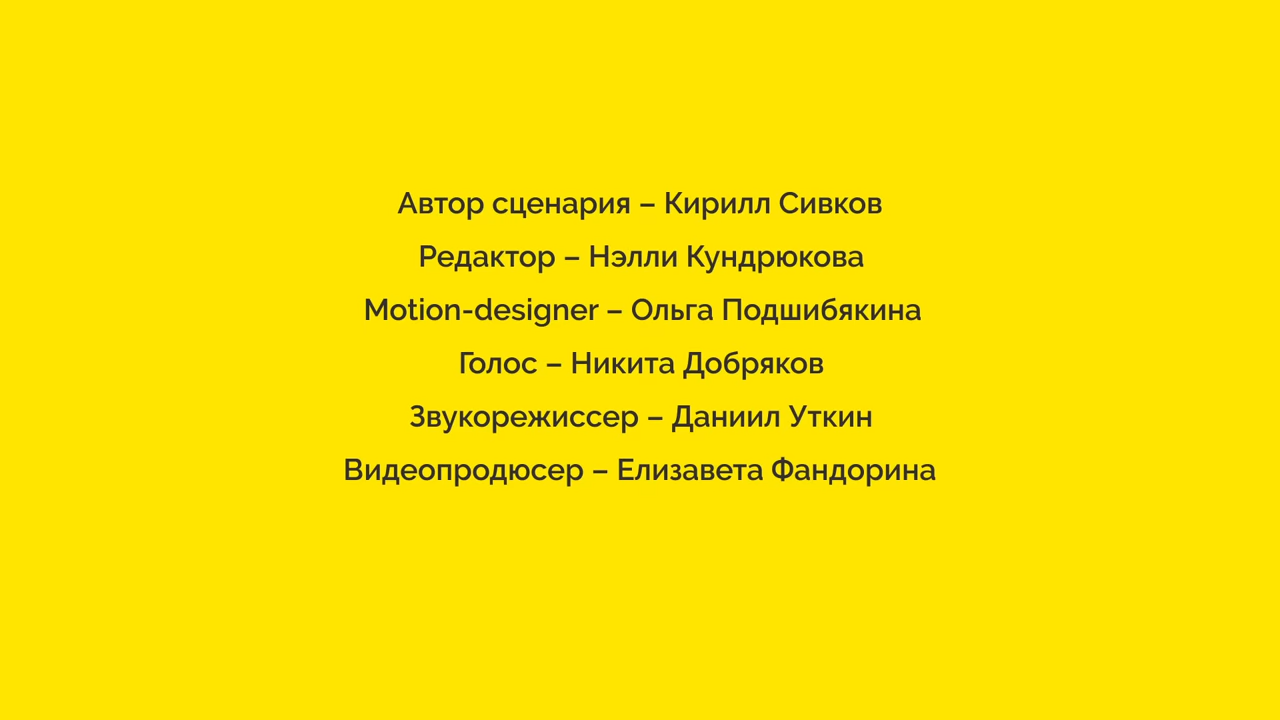 Автор сценария – Кирилл Сивков
Редактор – Нэлли Кундрюкова
Motion-designer – Ольга Подшибякина
Голос – Никита Добряков
Звукорежиссер – Даниил Уткин
Видеопродюсер – Елизавета Фандорина